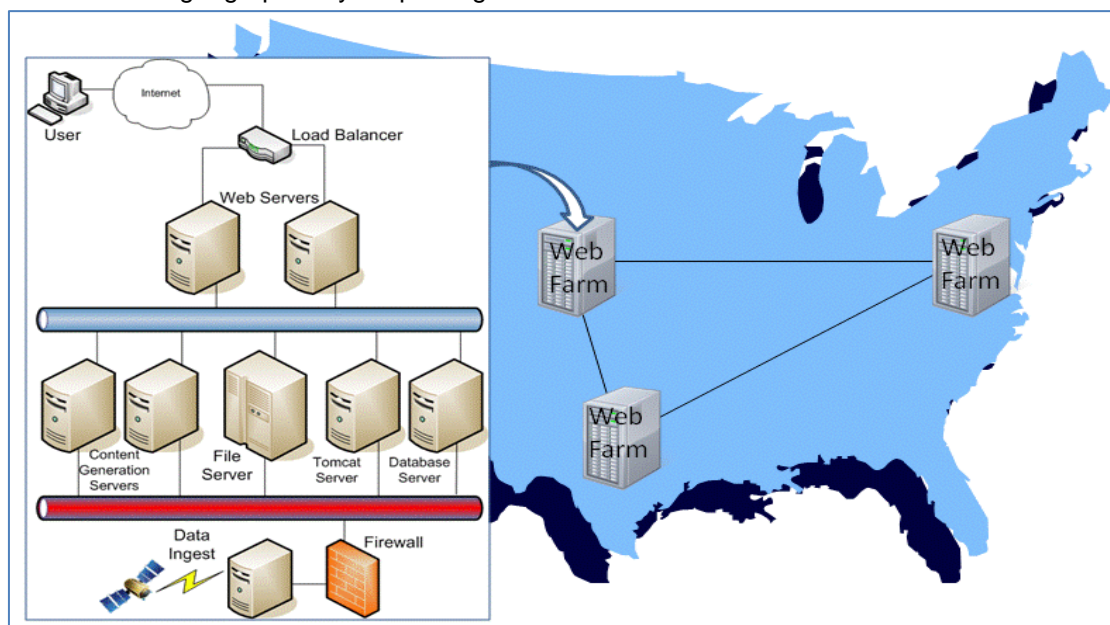 Internet
User
Load Balancer
Web Servers
Web
Farm
Web
Farm
Web
Farm
Content
Generation
Servers
File
Server
Tomcat
Server
Database
Server
Data
Ingest
Firewall